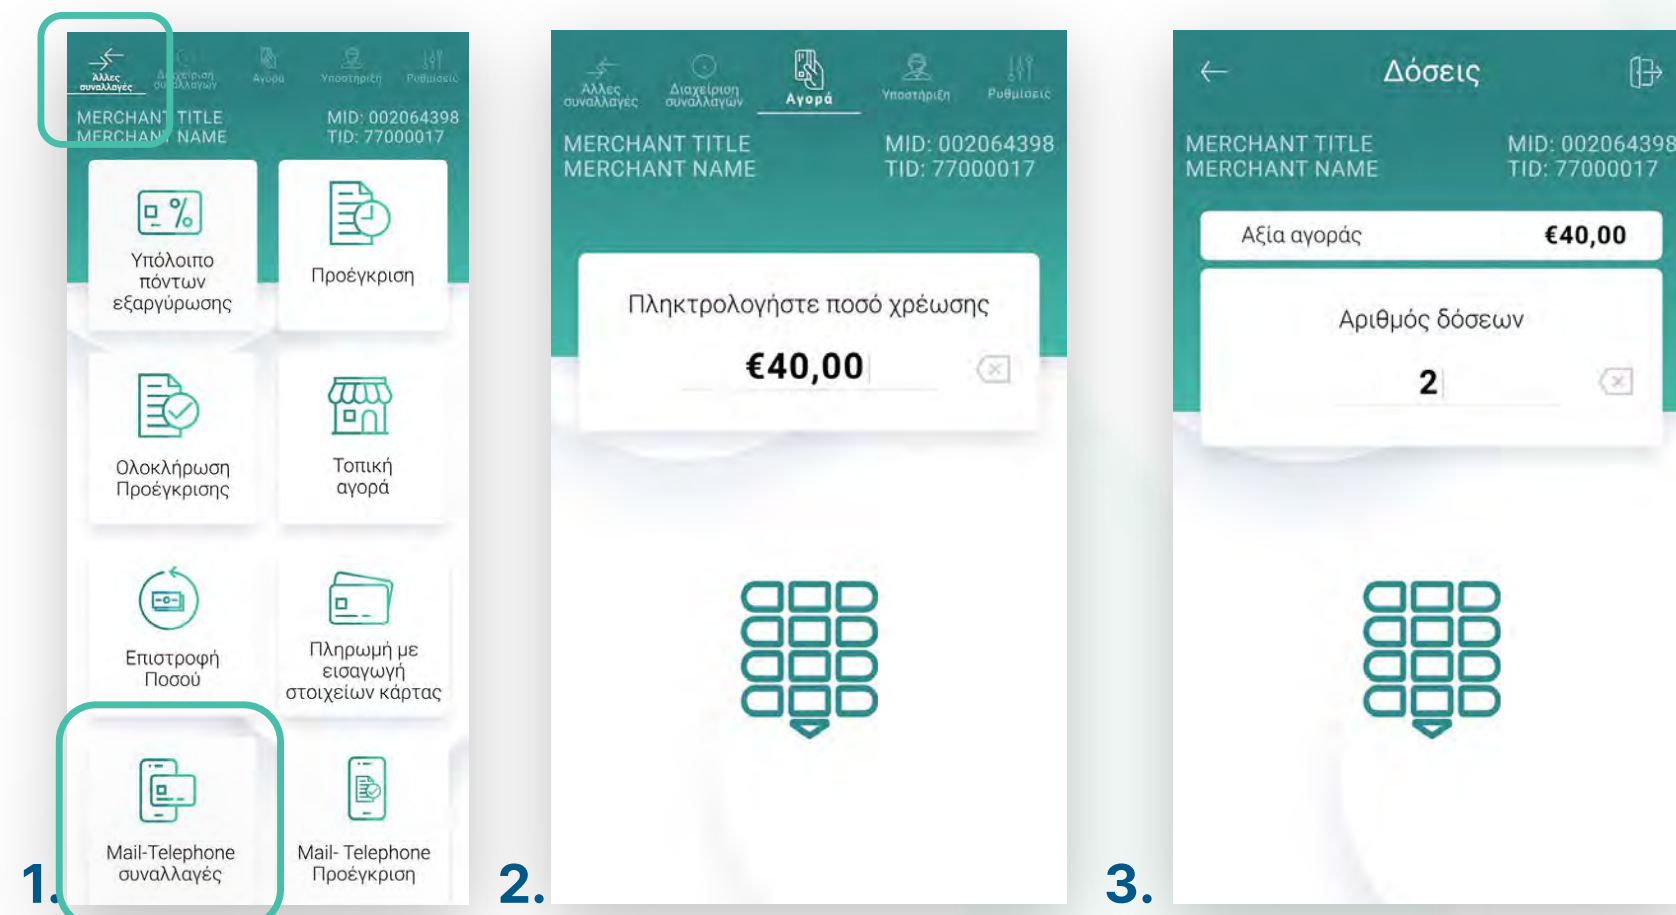 Άλλες
συναλλαγές
Διαχείριση
συναλλαγών
Αγορά
Υποστήριξη
Ρυθμίσεις
MERCHANT TITLE
MERCHANT NAME
MID: 002064398
TID: 77000017
Υπόλοιπο
πόντων
εξαργύρωσης
Προέγκριση
Ολοκλήρωση
Προέγκρισης
Τοπική
αγορά
Επιστροφή
Ποσού
Πληρωμή με
εισαγωγή
στοιχείων κάρτας
Mail-Telephone
συναλλαγές
Mail- Telephone
Προέγκριση
1.
Άλλες
συναλλαγές
Διαχείριση
συναλλαγών
Αγορά
Υποστήριξη
Ρυθμίσεις
MERCHANT TITLE
MERCHANT NAME
MID: 002064398
TID: 77000017
Πληκτρολογήστε ποσό χρέωσης
€40,00
2.
Δόσεις
MERCHANT TITLE
MERCHANT NAME
MID: 002064398
TID: 77000017
Αξία αγοράς €40,00
Αριθμός δόσεων
2
3.